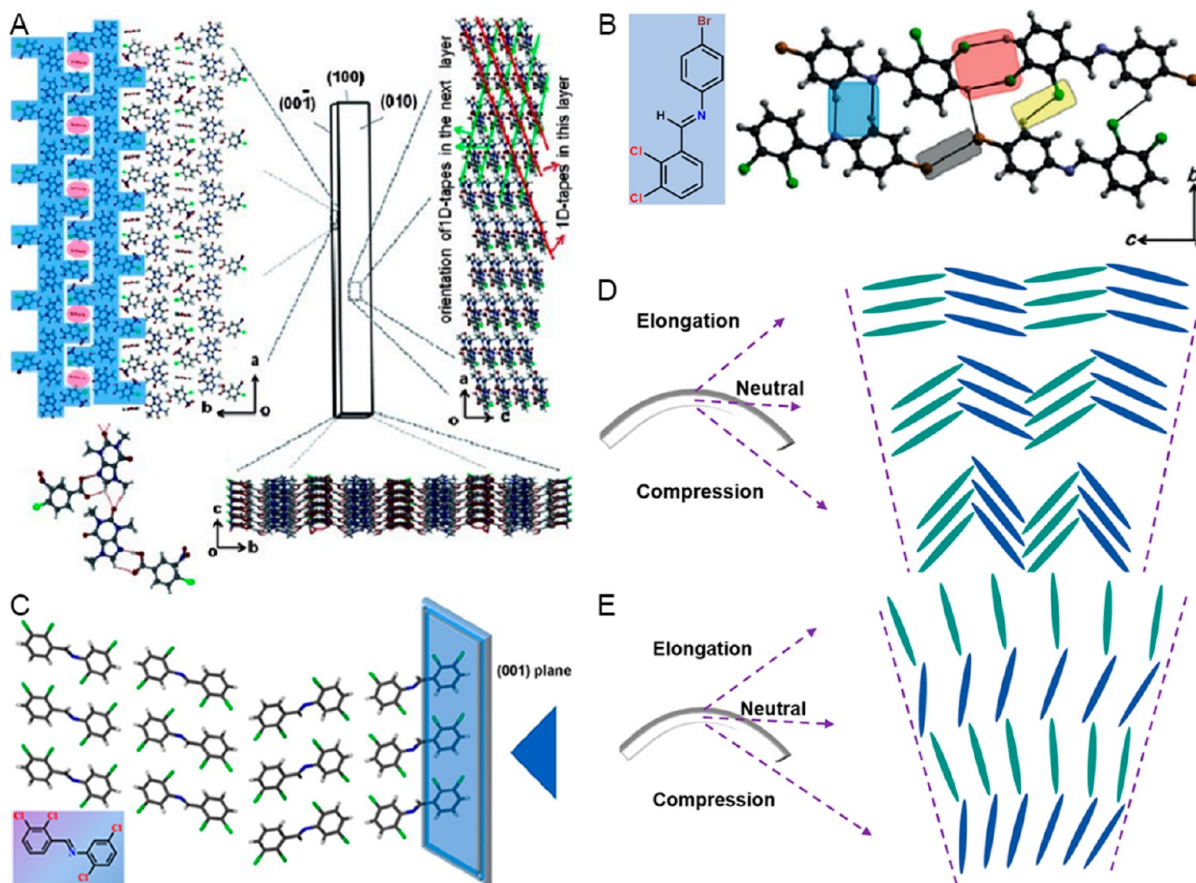 A
(100)
(001̄)
(010)
orientation of 1D-tapes in the next layer
1D-tapes in this layer
a
b
o
a
o
c
c
o
b
B
Br
H
N
Cl
Cl
b
c
C
(001) plane
Cl
Cl
Cl
N
Cl
D
Elongation
Neutral
Compression
E
Elongation
Neutral
Compression